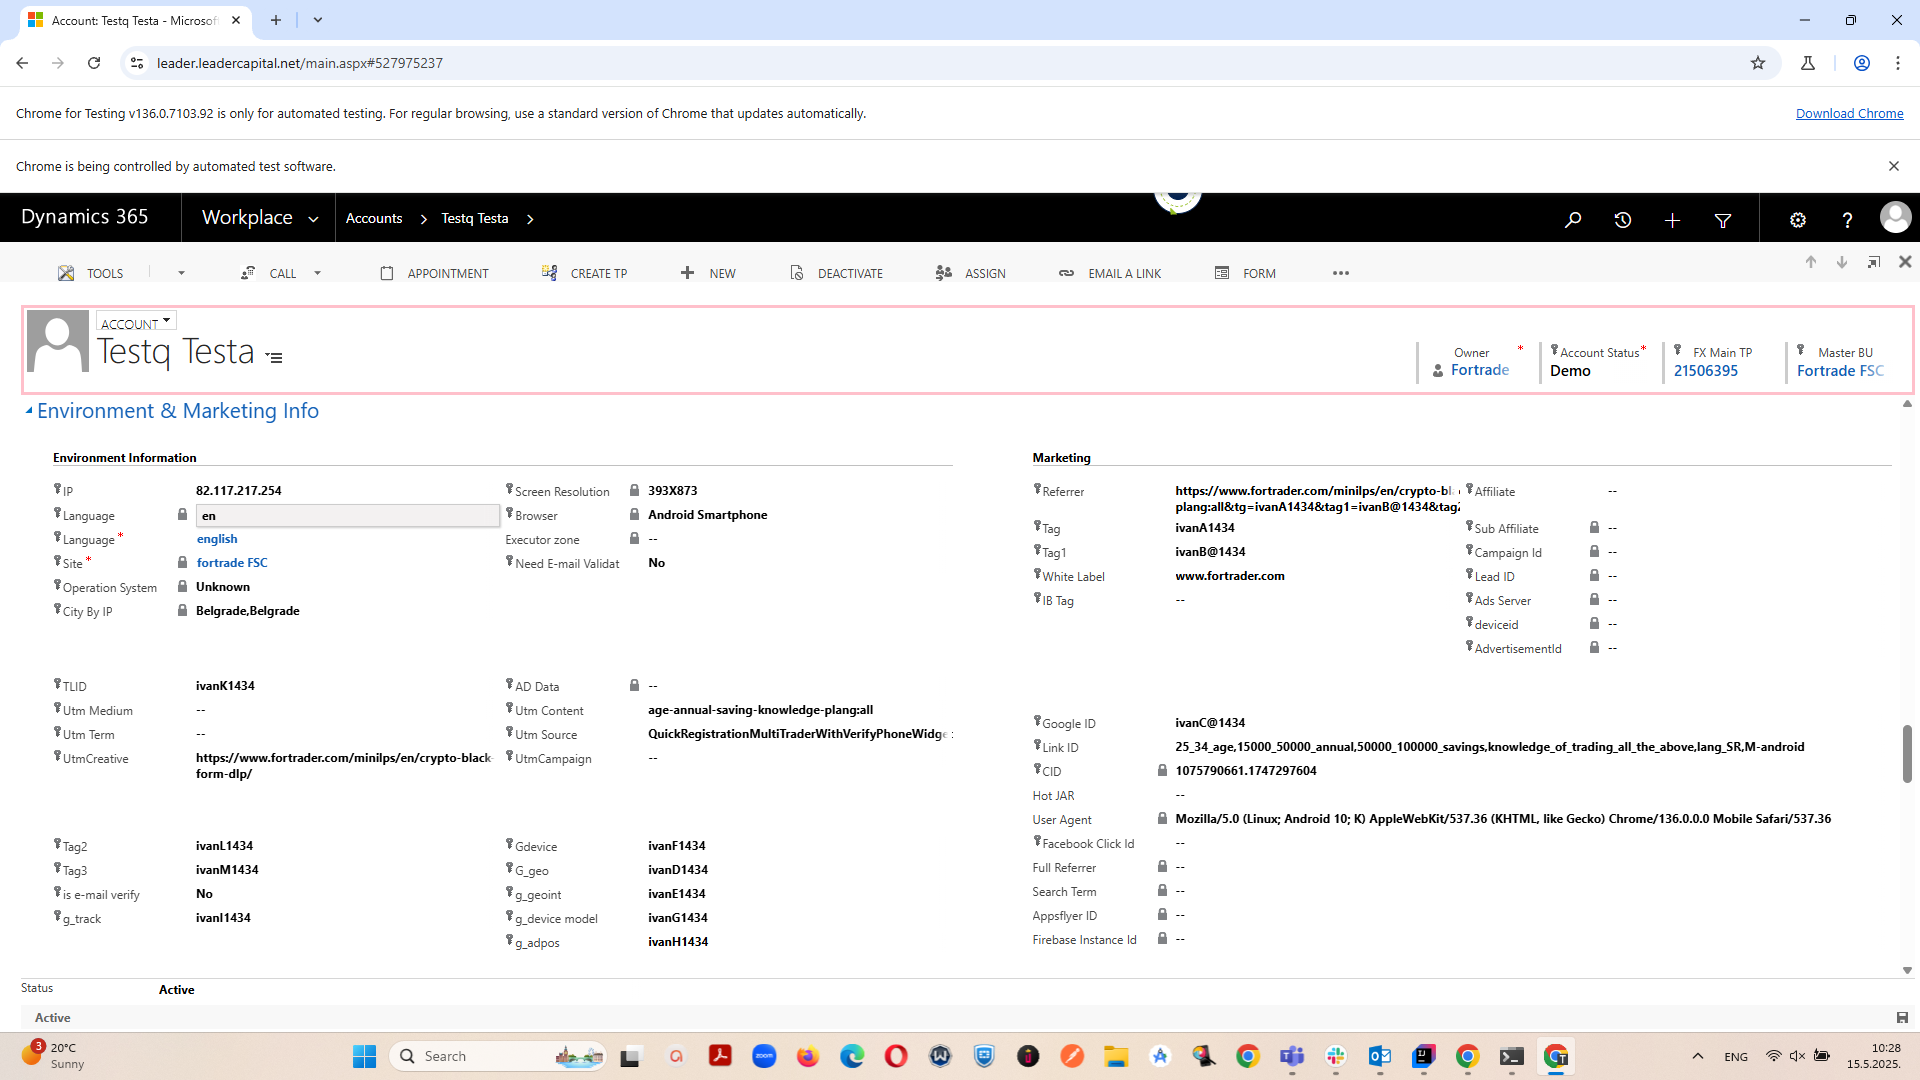 Account: Testq Testa - Microsof
leader.leadercapital.net/main.aspx#527975237
Chrome for Testing v136.0.7103.92 is only for automated testing. For regular browsing, use a standard version of Chrome that updates automatically.
Download Chrome
Chrome is being controlled by automated test software.
Dynamics 365
Workplace
Accounts
Testq Testa
TOOLS
CALL
APPOINTMENT
CREATE TP
NEW
DEACTIVATE
ASSIGN
EMAIL A LINK
FORM
ACCOUNT
Testq Testa
Owner *
Fortrade
Account Status *
Demo
FX Main TP
21506395
Master BU
Fortrade FSC
Environment & Marketing Info
Environment Information
IP 82.117.217.254
Language en
Language * english
Site * fortrade FSC
Operation System Unknown
City By IP Belgrade,Belgrade
Screen Resolution 393X873
Browser Android Smartphone
Executor zone --
Need E-mail Validat No
TLID ivanK1434
Utm Medium --
Utm Term --
UtmCreative https://www.fortrader.com/minilps/en/crypto-black-
form-dlp/
AD Data --
Utm Content age-annual-saving-knowledge-plang:all
Utm Source QuickRegistrationMultiTraderWithVerifyPhoneWidge
UtmCampaign --
Tag2 ivanL1434
Tag3 ivanM1434
is e-mail verify No
g_track ivanI1434
Gdevice ivanF1434
G_geo ivanD1434
g_geoint ivanE1434
g_device model ivanG1434
g_adpos ivanH1434
Marketing
Referrer https://www.fortrader.com/minilps/en/crypto-bl
plang:all&tg=ivanA1434&tag1=ivanB@1434&tag2
Tag ivanA1434
Tag1 ivanB@1434
White Label www.fortrader.com
IB Tag --
Affiliate --
Sub Affiliate --
Campaign Id --
Lead ID --
Ads Server --
deviceid --
AdvertisementId --
Google ID ivanC@1434
Link ID 25_34_age,15000_50000_annual,50000_100000_savings,knowledge_of_trading_all_the_above,lang_SR,M-android
CID 1075790661.1747297604
Hot JAR --
User Agent Mozilla/5.0 (Linux; Android 10; K) AppleWebKit/537.36 (KHTML, like Gecko) Chrome/136.0.0.0 Mobile Safari/537.36
Facebook Click Id --
Full Referrer --
Search Term --
Appsflyer ID --
Firebase Instance Id --
Status Active
Active
3
20°C
Sunny
Search
zoom
ENG
10:28
15.5.2025.